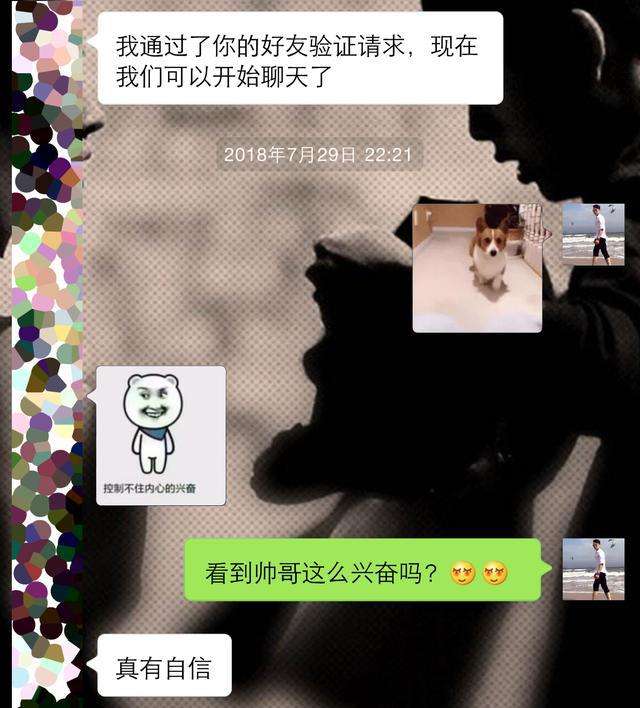 我通过了你的好友验证请求，现在
我们可以开始聊天了
2018年7月29日 22:21
控制不住内心的兴奋
看到帅哥这么兴奋吗？😏😏
真有自信